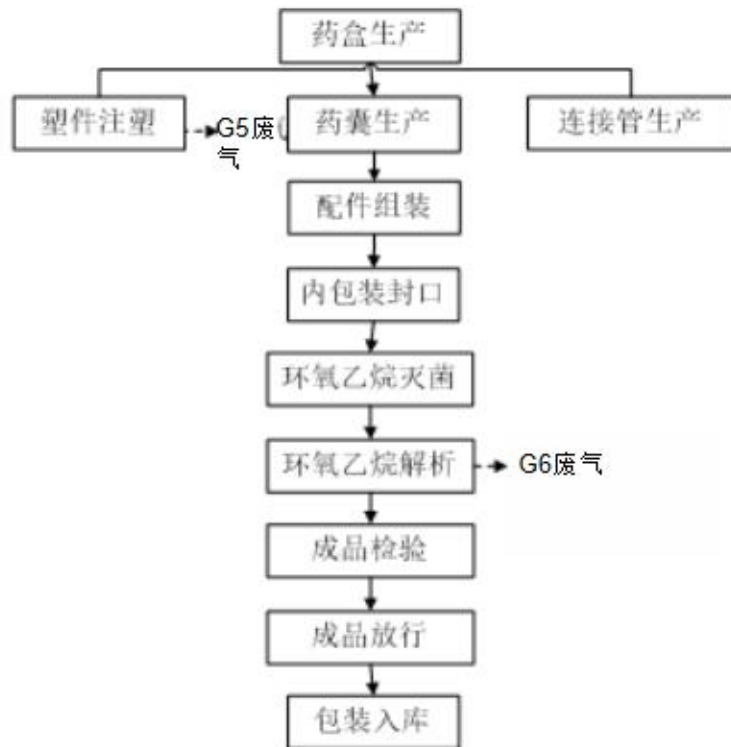 药盒生产
塑件注塑
G5废
气
药囊生产
连接管生产
配件组装
内包装封口
环氧乙烷灭菌
环氧乙烷解析
G6废气
成品检验
成品放行
包装入库